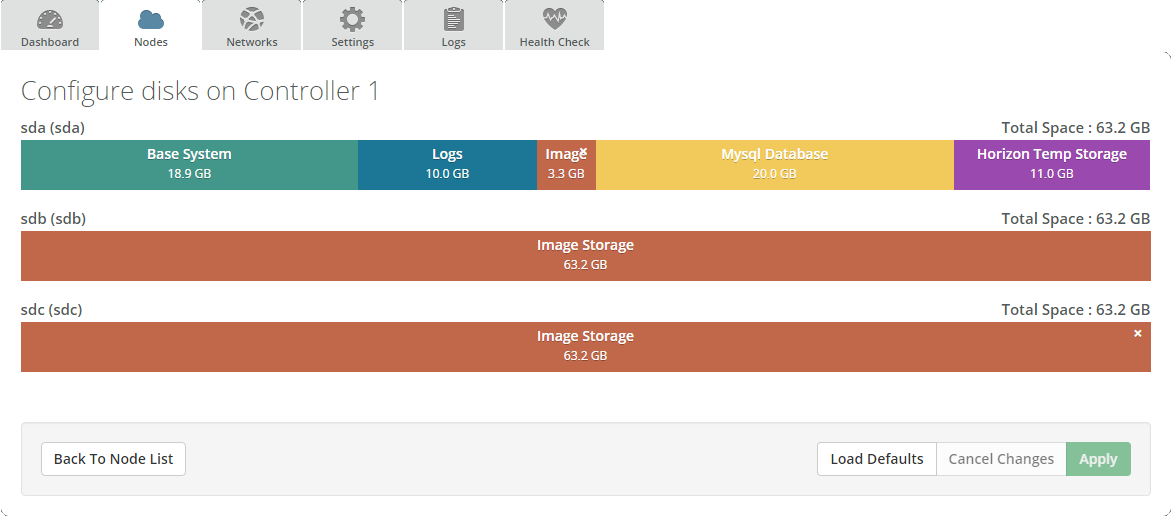 Dashboard
Nodes
Networks
Settings
Logs
Health Check
Configure disks on Controller 1
sda (sda)
Total Space : 63.2 GB
Base System
Logs
Image
Mysql Database
Horizon Temp Storage
18.9 GB
10.0 GB
3.3 GB
20.0 GB
11.0 GB
sdb (sdb)
Total Space : 63.2 GB
Image Storage
63.2 GB
sdc (sdc)
Total Space : 63.2 GB
Image Storage
63.2 GB
Back To Node List
Load Defaults
Cancel Changes
Apply